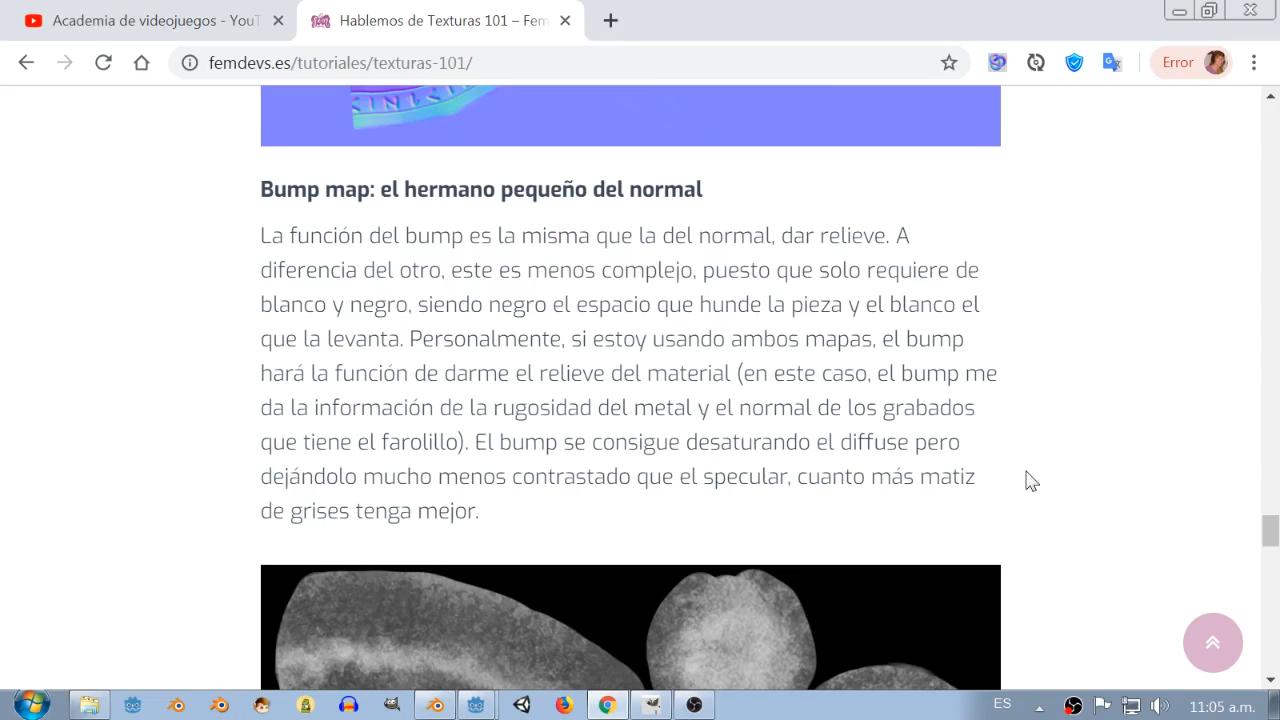 Academia de videojuegos - YouT
Hablemos de Texturas 101 – Fem
femdevs.es/tutoriales/texturas-101/
Error
Bump map: el hermano pequeño del normal
La función del bump es la misma que la del normal, dar relieve. A
diferencia del otro, este es menos complejo, puesto que solo requiere de
blanco y negro, siendo negro el espacio que hunde la pieza y el blanco el
que la levanta. Personalmente, si estoy usando ambos mapas, el bump
hará la función de darme el relieve del material (en este caso, el bump me
da la información de la rugosidad del metal y el normal de los grabados
que tiene el farolillo). El bump se consigue desaturando el diffuse pero
dejándolo mucho menos contrastado que el specular, cuanto más matiz
de grises tenga mejor.
ES
11:05 a.m.